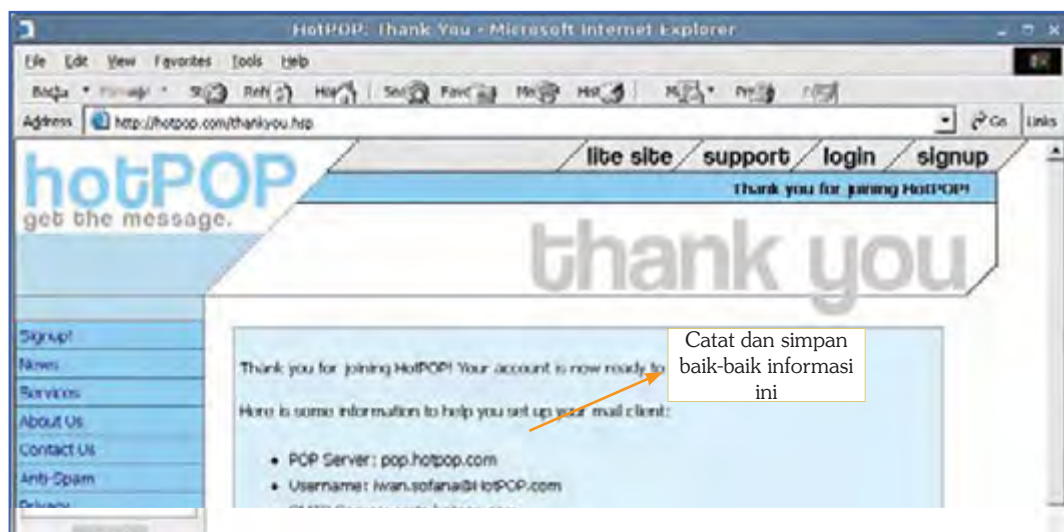 HotPOP: Thank You - Microsoft Internet Explorer
File Edit View Favorites Tools Help
Address http://hotpop.com/thankyou.hsp Go Links
lite site / support / login / signup
hotPOP
get the message.
Thank you for joining HotPOP!
thank you
Signup!
News
Services
About Us
Contact Us
Anti-Spam
Privacy
Thank you for joining HotPOP! Your account is now ready to
Catat dan simpan
baik-baik informasi
ini
Here is some information to help you set up your mail client:
• POP Server: pop.hotpop.com
• Username: iwan.sofana@HotPOP.com